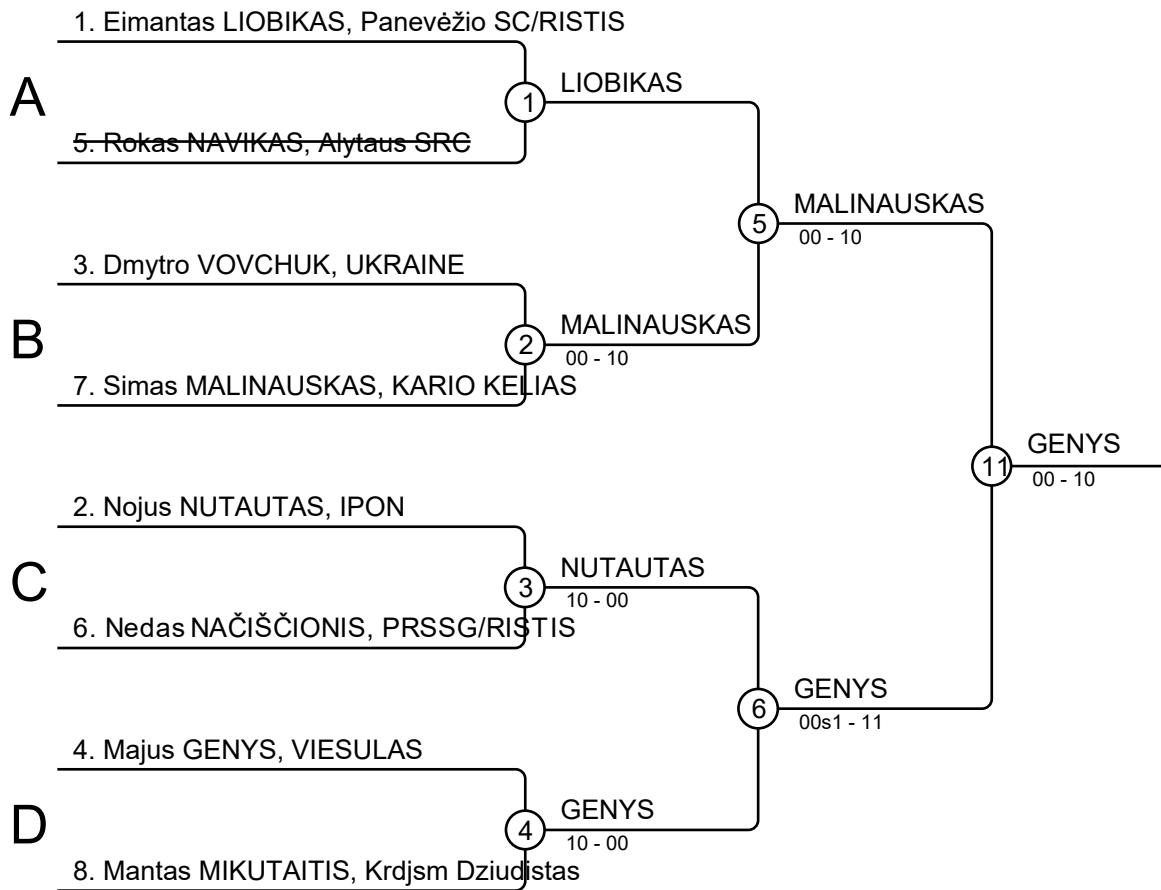 1. Eimantas LIOBIKAS, Panevėžio SC/RISTIS
A
1
LIOBIKAS
5. Rokas NAVIKAS, Alytaus SRC
5
MALINAUSKAS
00 - 10
3. Dmytro VOVCHUK, UKRAINE
B
2
MALINAUSKAS
00 - 10
7. Simas MALINAUSKAS, KARIO KELIAS
11
GENYS
00 - 10
2. Nojus NUTAUTAS, IPON
C
3
NUTAUTAS
10 - 00
6. Nedas NAČIŠČIONIS, PRSSG/RISTIS
6
GENYS
00s1 - 11
4. Majus GENYS, VIESULAS
D
4
GENYS
10 - 00
8. Mantas MIKUTAITIS, Krdjsm Dziudistas